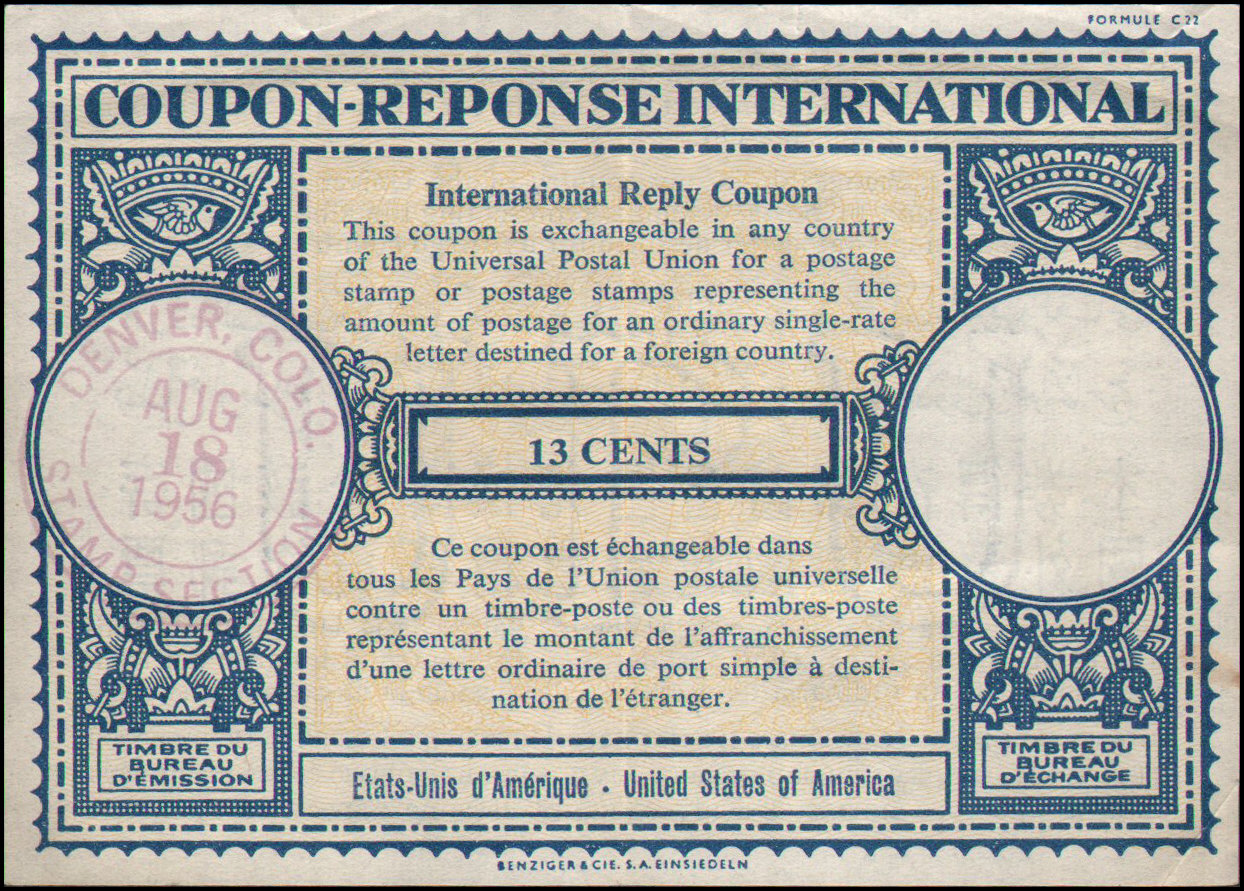 FORMULE C 22
COUPON-REPONSE INTERNATIONAL
International Reply Coupon
This coupon is exchangeable in any country
of the Universal Postal Union for a postage
stamp or postage stamps representing the
amount of postage for an ordinary single-rate
letter destined for a foreign country.
DENVER, COLO.
AUG
18
1956
STAMP SECTION
13 CENTS
Ce coupon est échangeable dans
tous les Pays de l'Union postale universelle
contre un timbre-poste ou des timbres-poste
représentant le montant de l'affranchissement
d'une lettre ordinaire de port simple à desti-
nation de l'étranger.
TIMBRE DU
BUREAU
D'ÉMISSION
Etats-Unis d'Amérique · United States of America
TIMBRE DU
BUREAU
D'ÉCHANGE
BENZIGER & CIE. S.A. EINSIEDELN